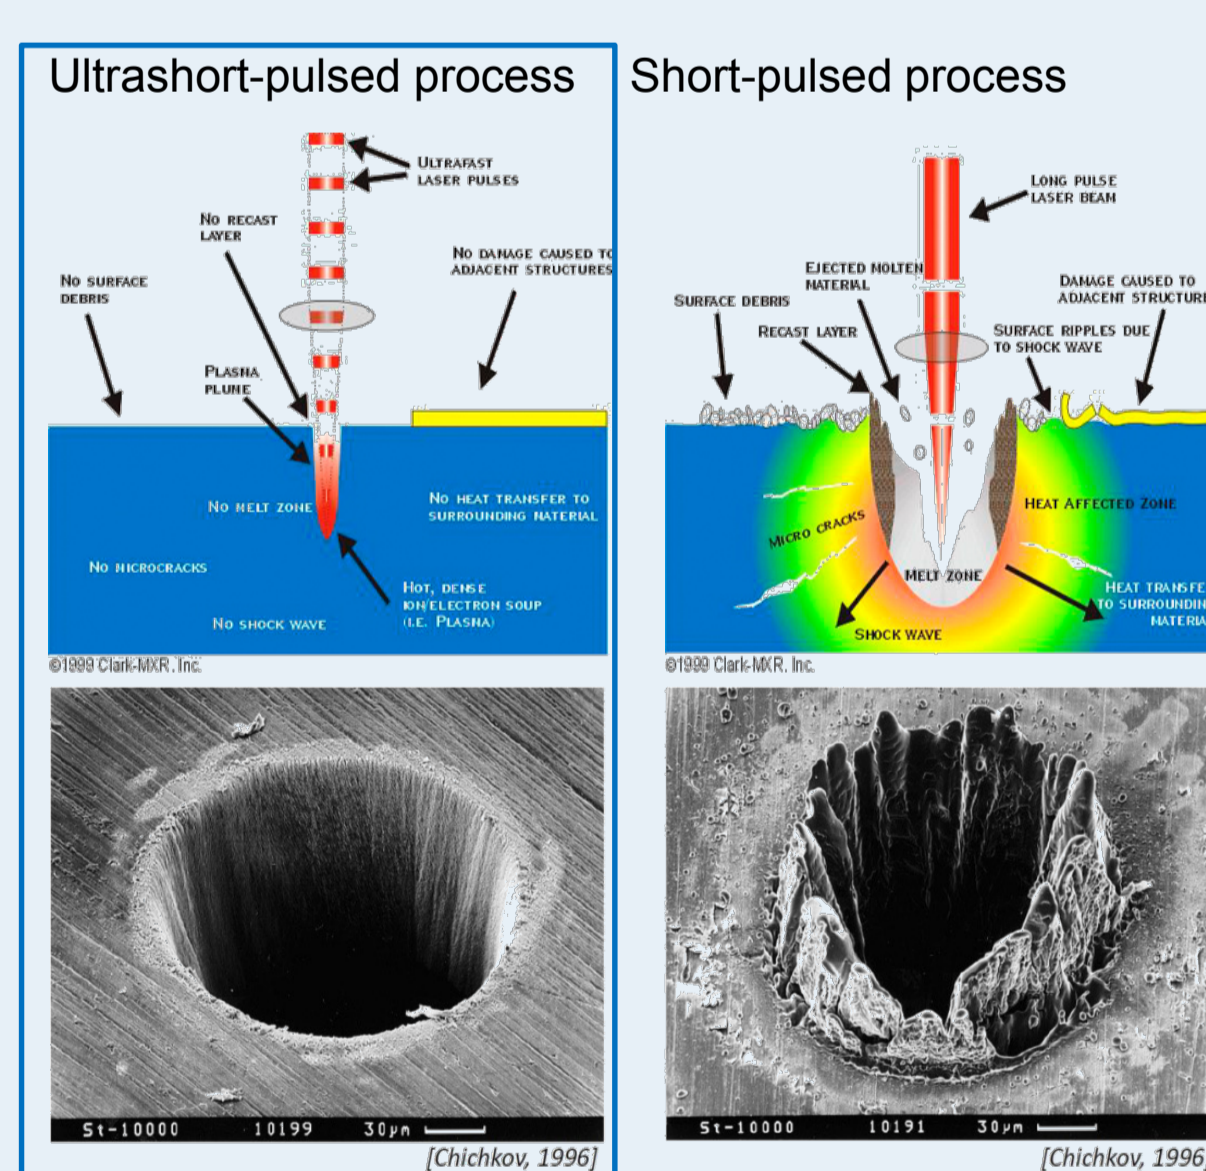 Ultrashort-pulsed process
ULTRAFAST
LASER PULSES
NO RECAST
LAYER
NO DAMAGE CAUSED TO
ADJACENT STRUCTURES
NO SURFACE
DEBRIS
PLASMA
PLUME
NO MELT ZONE
NO HEAT TRANSFER TO
SURROUNDING MATERIAL
NO MICROCRACKS
HOT, DENSE
ION/ELECTRON SOUP
(I.E. PLASMA)
NO SHOCK WAVE
©1999 Clark-MXR, Inc.
St-10000 10199 30µm
[Chichkov, 1996]
Short-pulsed process
LONG PULSE
LASER BEAM
EJECTED MOLTEN
MATERIAL
DAMAGE CAUSED TO
ADJACENT STRUCTUR
SURFACE DEBRIS
RECAST LAYER
SURFACE RIPPLES DUE
TO SHOCK WAVE
HEAT AFFECTED ZONE
MICRO CRACKS
MELT ZONE
HEAT TRANSFE
TO SURROUNDIN
MATERIA
SHOCK WAVE
©1999 Clark-MXR, Inc.
St-10000 10191 30µm
[Chichkov, 1996]